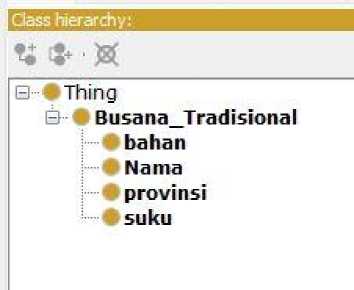 Class hierarchy:
Thing
Busana_Tradisional
bahan
Nama
provinsi
suku